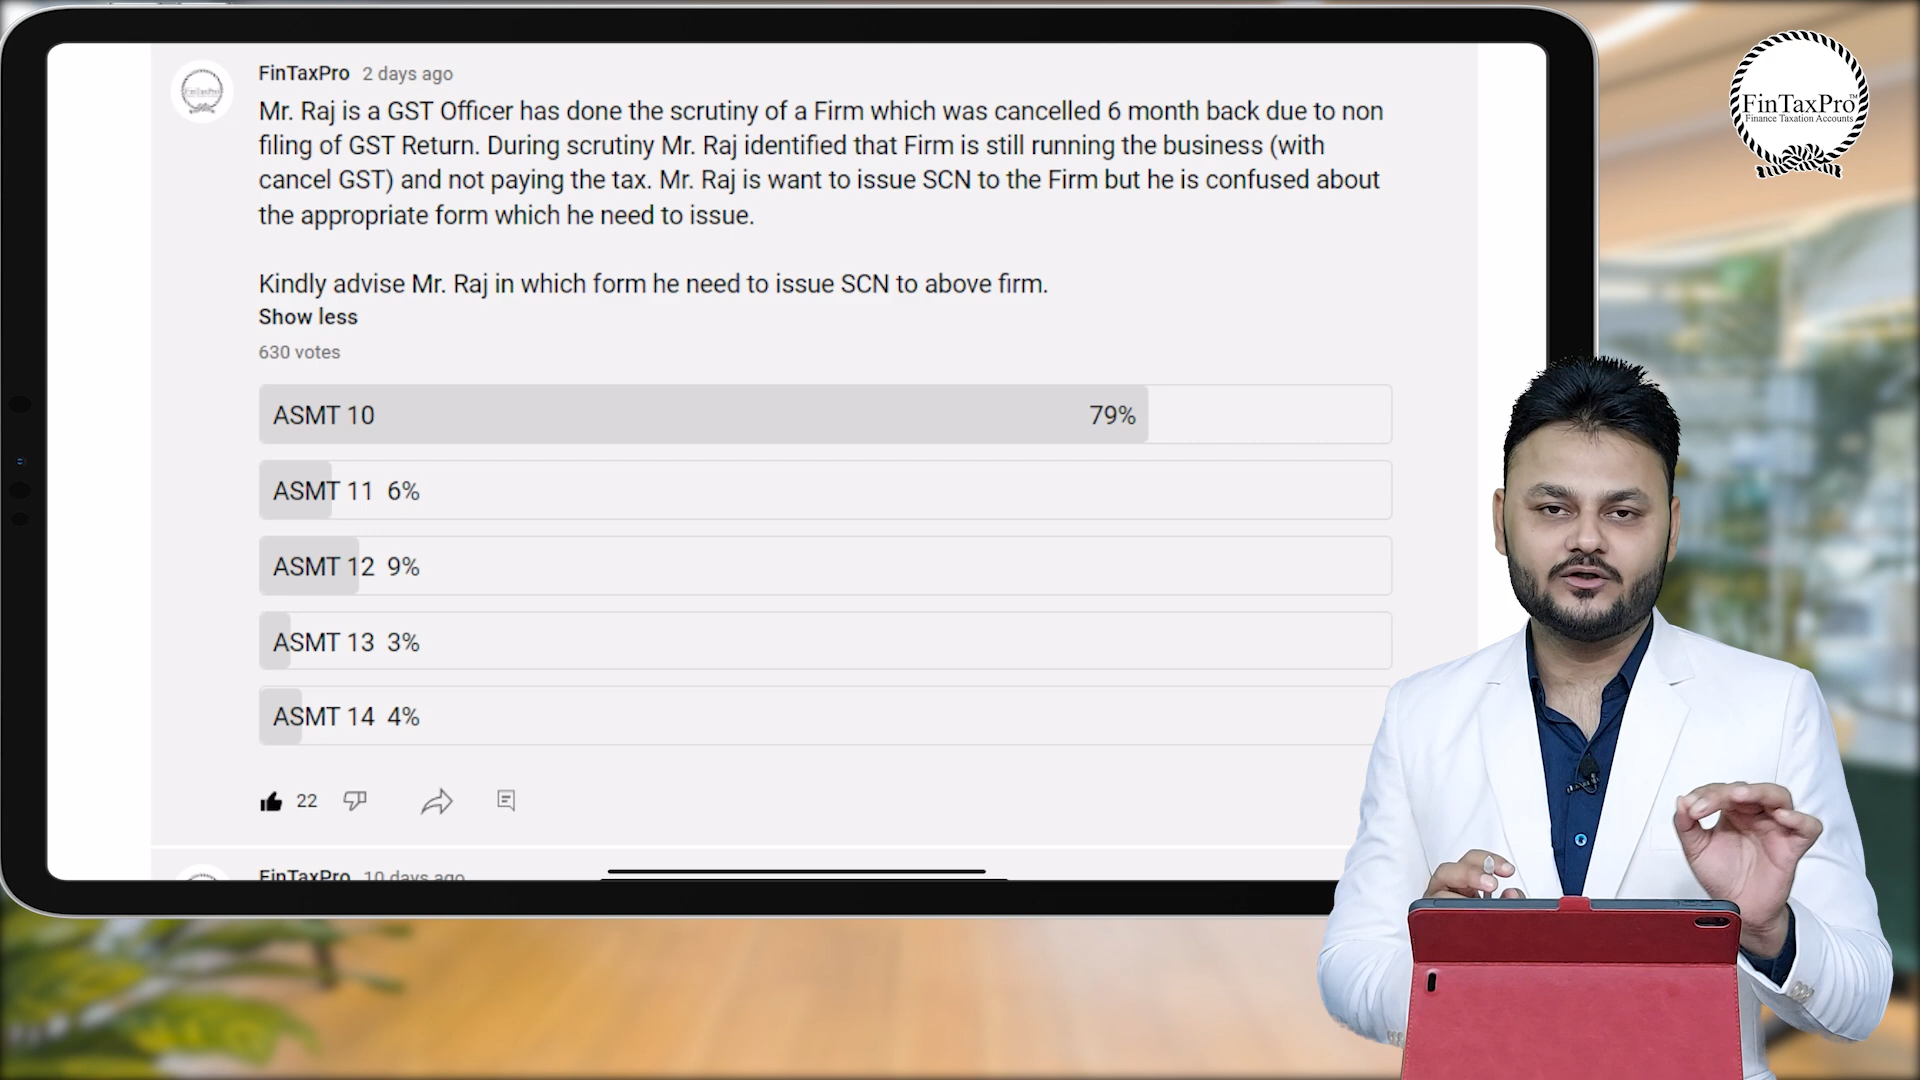 FinTaxPro 2 days ago
Mr. Raj is a GST Officer has done the scrutiny of a Firm which was cancelled 6 month back due to non
filing of GST Return. During scrutiny Mr. Raj identified that Firm is still running the business (with
cancel GST) and not paying the tax. Mr. Raj is want to issue SCN to the Firm but he is confused about
the appropriate form which he need to issue.
Kindly advise Mr. Raj in which form he need to issue SCN to above firm.
Show less
630 votes
ASMT 10 79%
ASMT 11 6%
ASMT 12 9%
ASMT 13 3%
ASMT 14 4%
22
FinTaxPro 10 days ago
FinTaxPro™
Finance Taxation Accounts